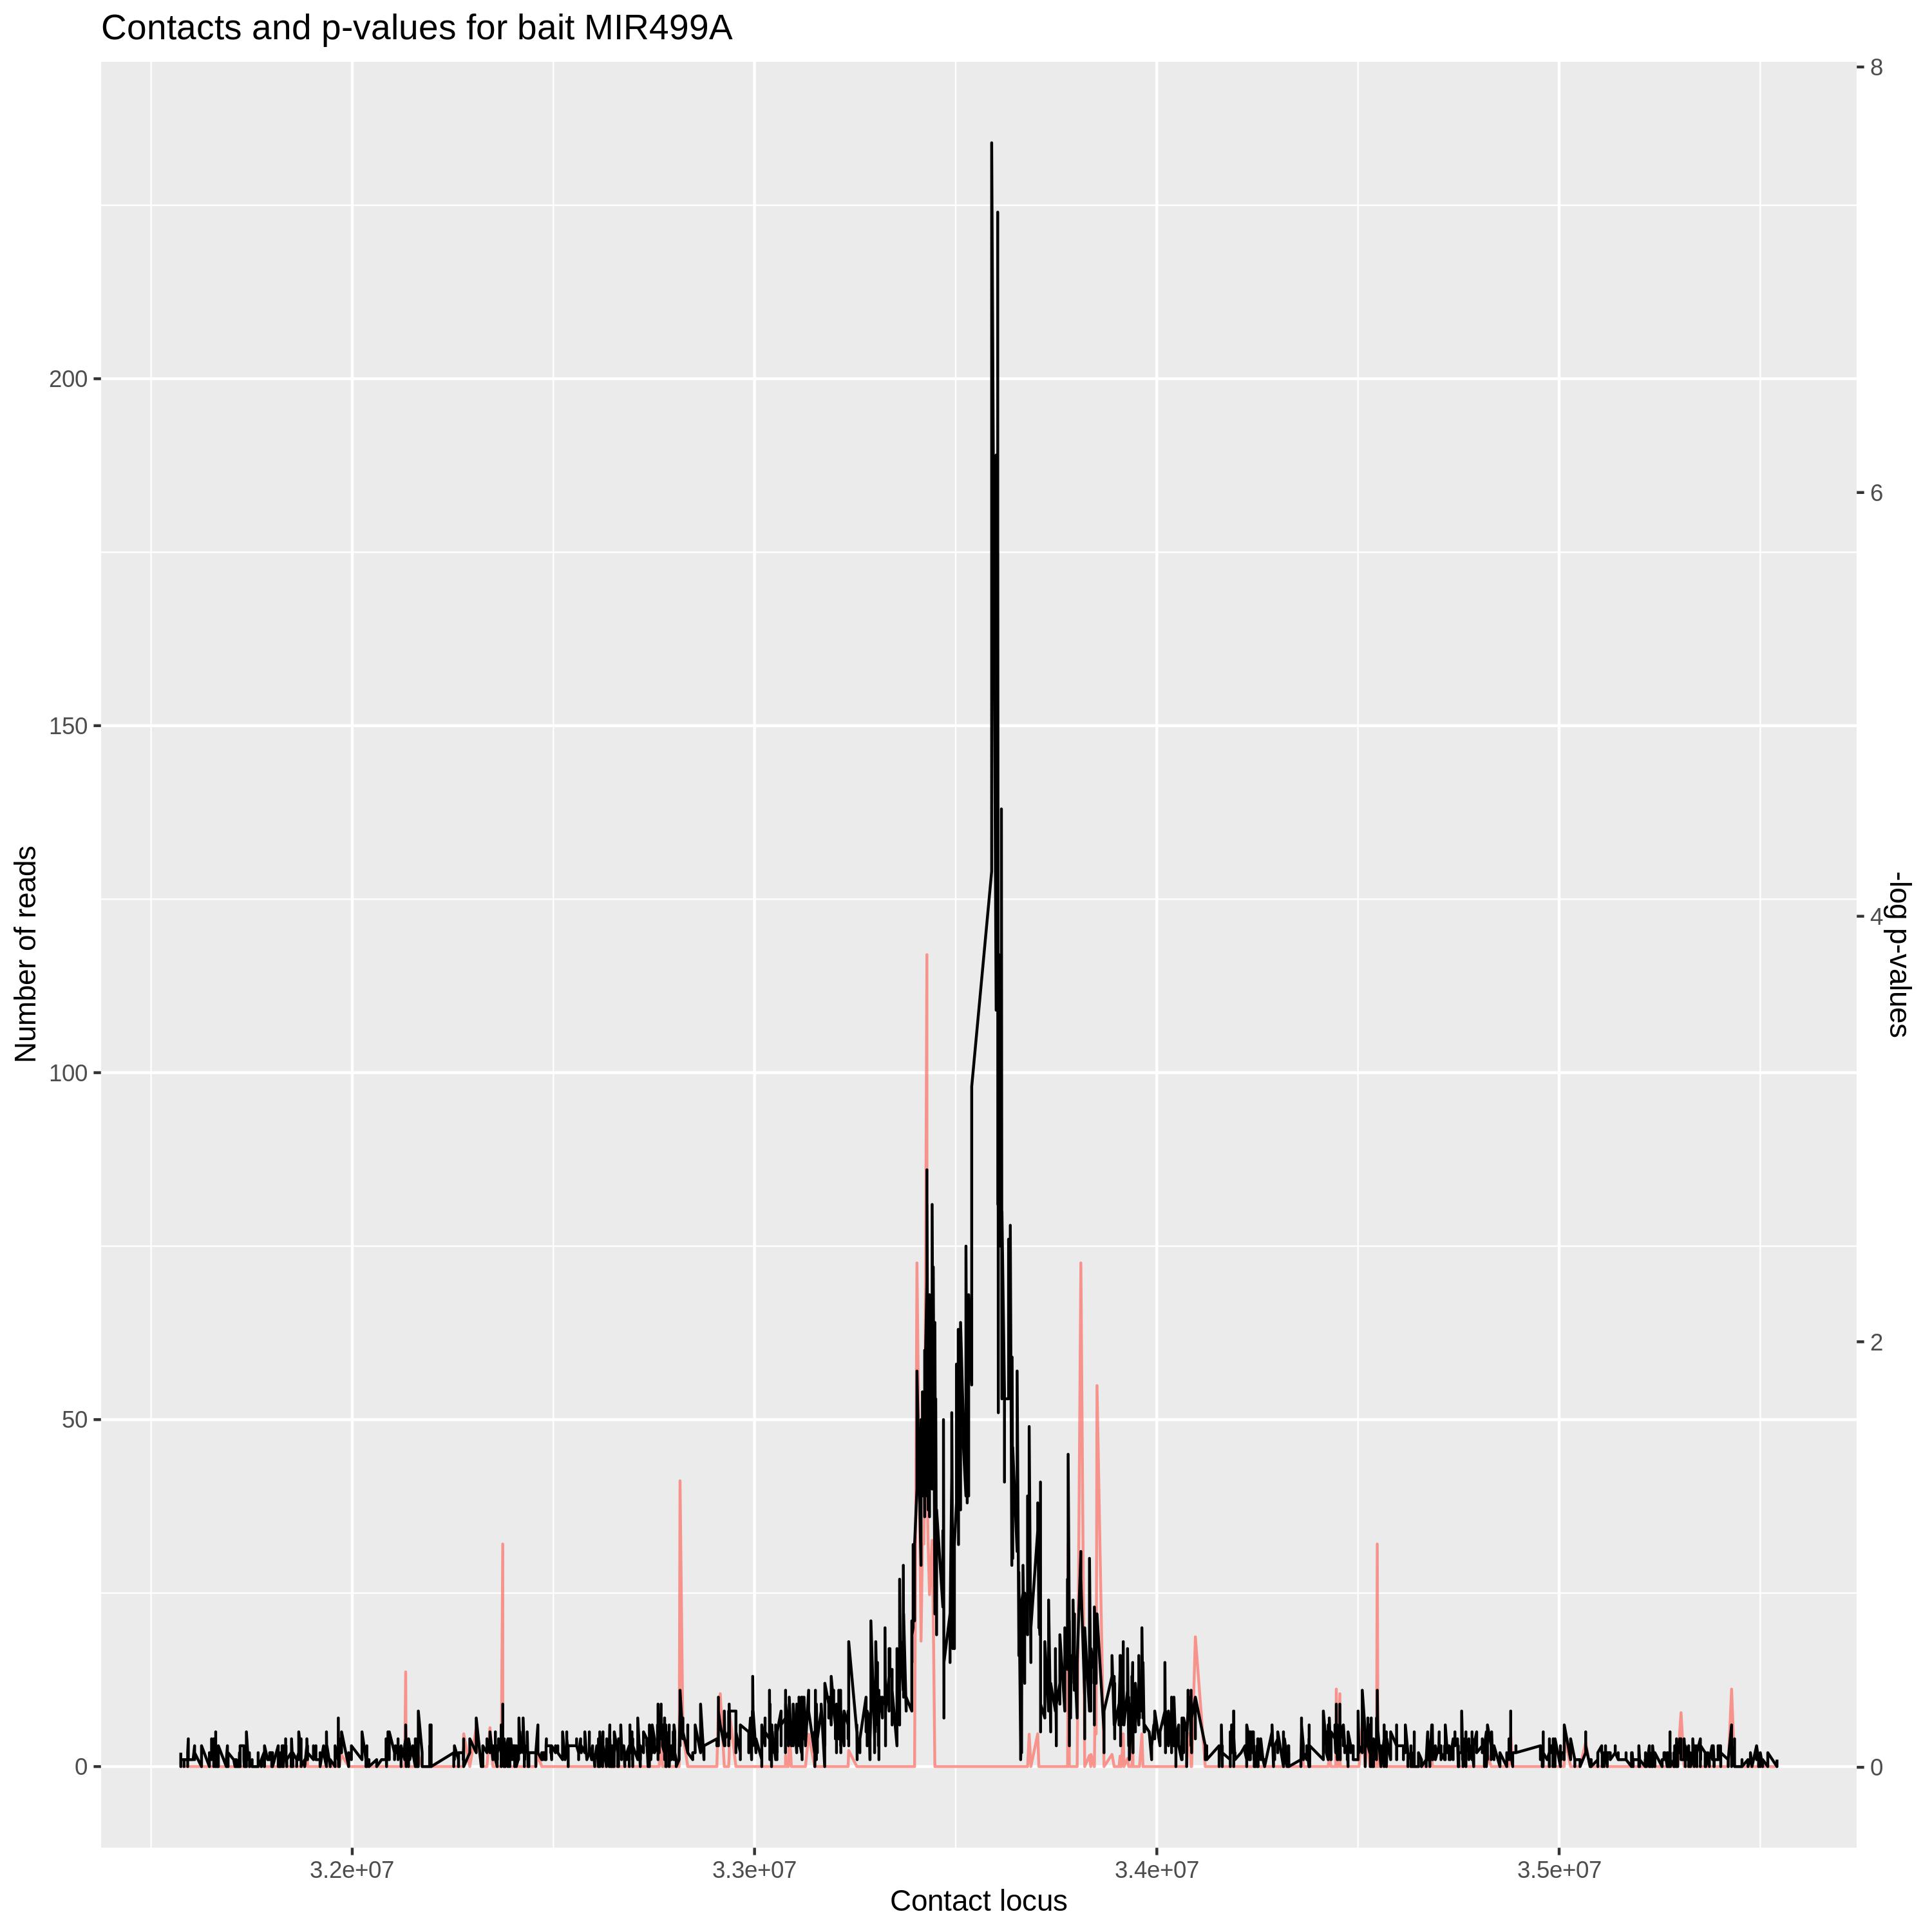 Contacts and p-values for bait MIR499A
Number of reads
200
150
100
50
0
8
6
4
2
0
-log p-values
3.2e+07
3.3e+07
3.4e+07
3.5e+07
Contact locus